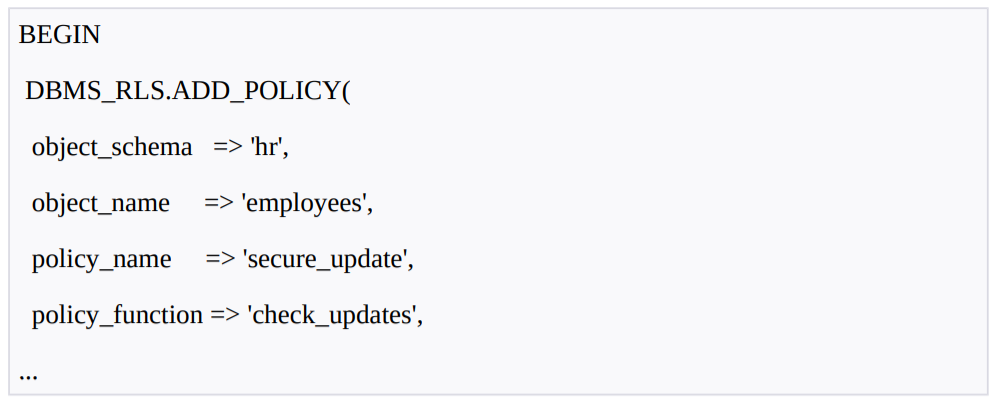 BEGIN
DBMS_RLS.ADD_POLICY(
object_schema => 'hr',
object_name => 'employees',
policy_name => 'secure_update',
policy_function => 'check_updates',
...